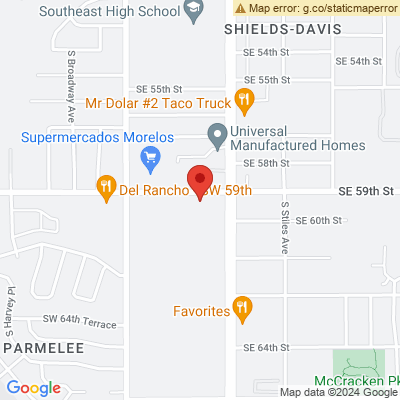 Map error: g.co/staticmaperror
Southeast High School
SHIELDS-DAVIS
SE 54th St
SE 54th St
S Broadway Ave
SE 55th St
SE 55th St
Mr Dolar #2 Taco Truck
Supermercados Morelos
Universal
Manufactured Homes
SE 58th St
Del Rancho
W 59th
SE 59th St
S Stiles Ave
SE 60th St
S Harvey Pl
Favorites
SW 64th Terrace
PARMELEE
SE 64th St
McCracken Pk
Google
Map data ©2024 Google